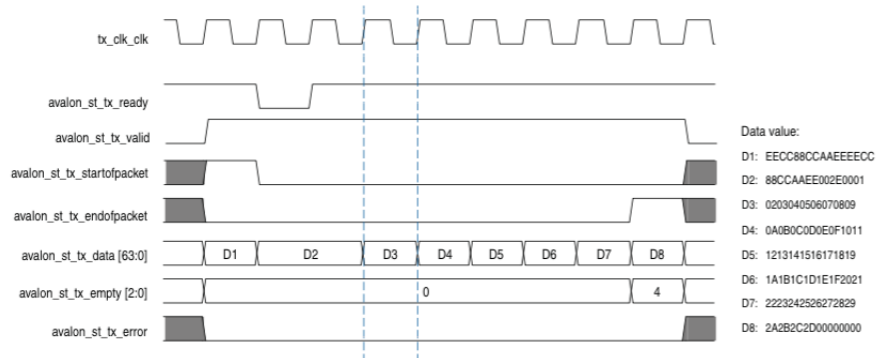 tx_clk_clk
avalon_st_tx_ready
avalon_st_tx_valid
avalon_st_tx_startofpacket
avalon_st_tx_endofpacket
avalon_st_tx_data [63:0] D1 D2 D3 D4 D5 D6 D7 D8
avalon_st_tx_empty [2:0] 0 4
avalon_st_tx_error
Data value:
D1: EECC88CCAAEEEECC
D2: 88CCAAEE002E0001
D3: 0203040506070809
D4: 0A0B0C0D0E0F1011
D5: 1213141516171819
D6: 1A1B1C1D1E1F2021
D7: 2223242526272829
D8: 2A2B2C2D00000000